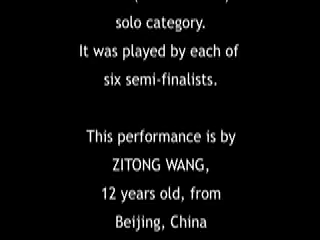 solo category.
It was played by each of
six semi-finalists.
This performance is by
ZITONG WANG,
12 years old, from
Beijing, China